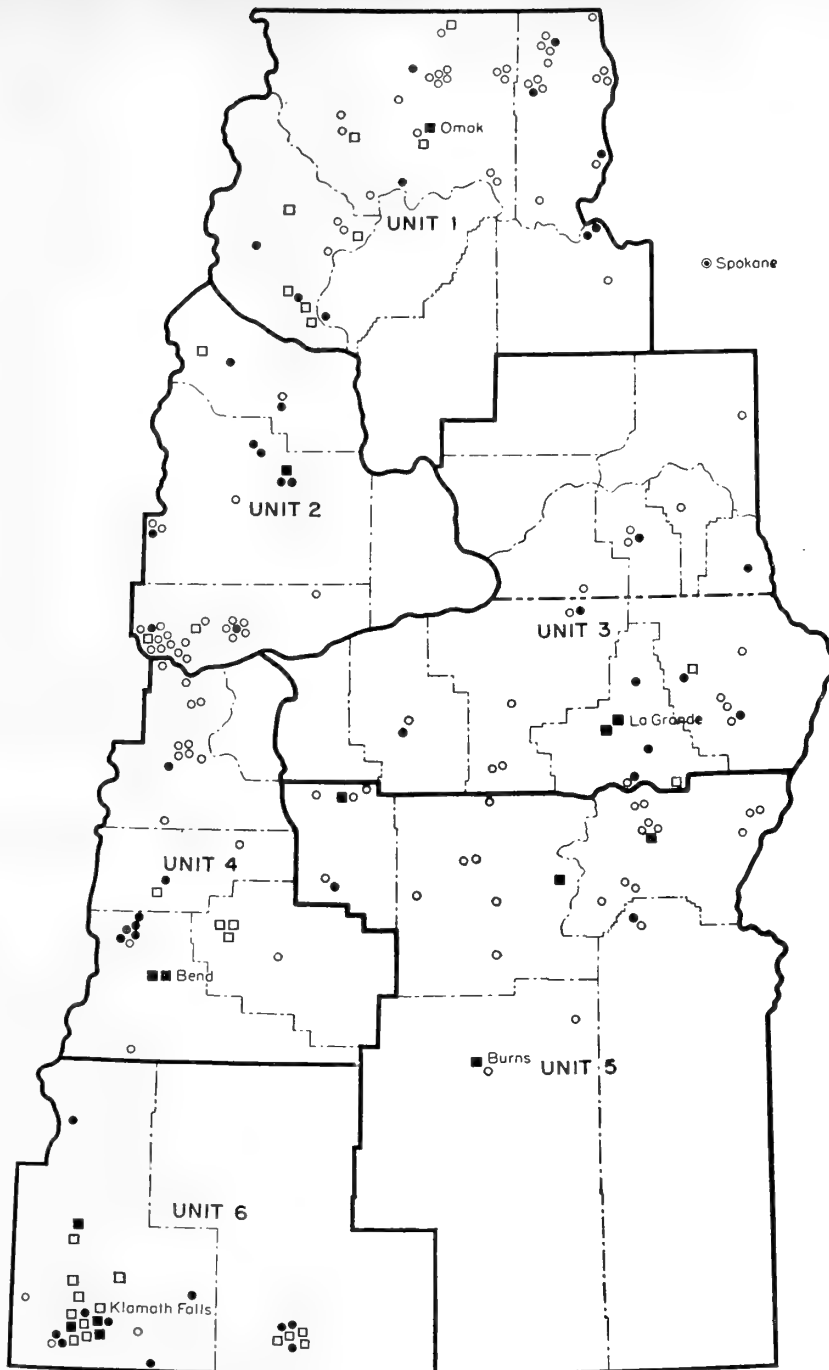 Omak
UNIT 1
Spokane
UNIT 2
UNIT 3
La Grande
UNIT 4
Bend
Burns
UNIT 5
UNIT 6
Klamath Falls